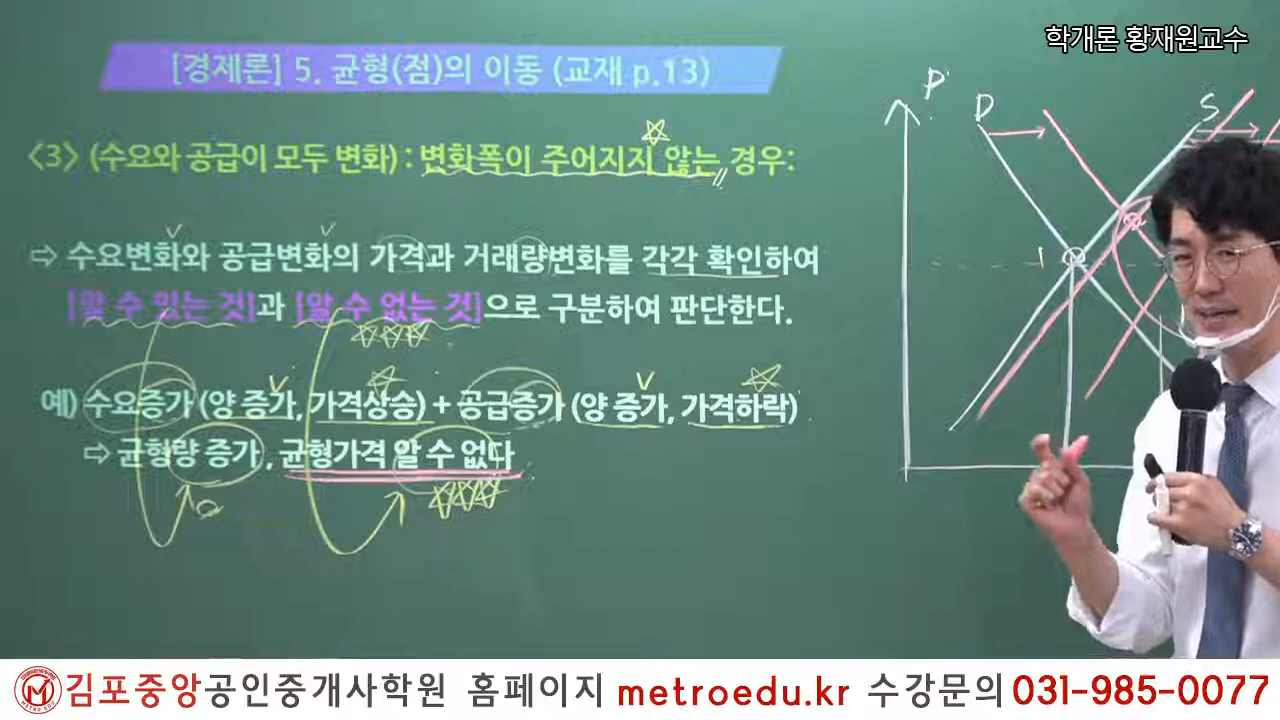 학개론 황재원교수
[경제론] 5. 균형(점)의 이동 (교재 p.13)
P
D
S
<3> (수요와 공급이 모두 변화) : 변화폭이 주어지지 않는 경우:
⇨ 수요변화와 공급변화의 가격과 거래량변화를 각각 확인하여
[알 수 있는 것]과 [알 수 없는 것]으로 구분하여 판단한다.
예) 수요증가 (양 증가, 가격상승) + 공급증가 (양 증가, 가격하락)
⇨ 균형량 증가, 균형가격 알 수 없다
김포중앙공인중개사학원 홈페이지 metroedu.kr 수강문의 031-985-0077